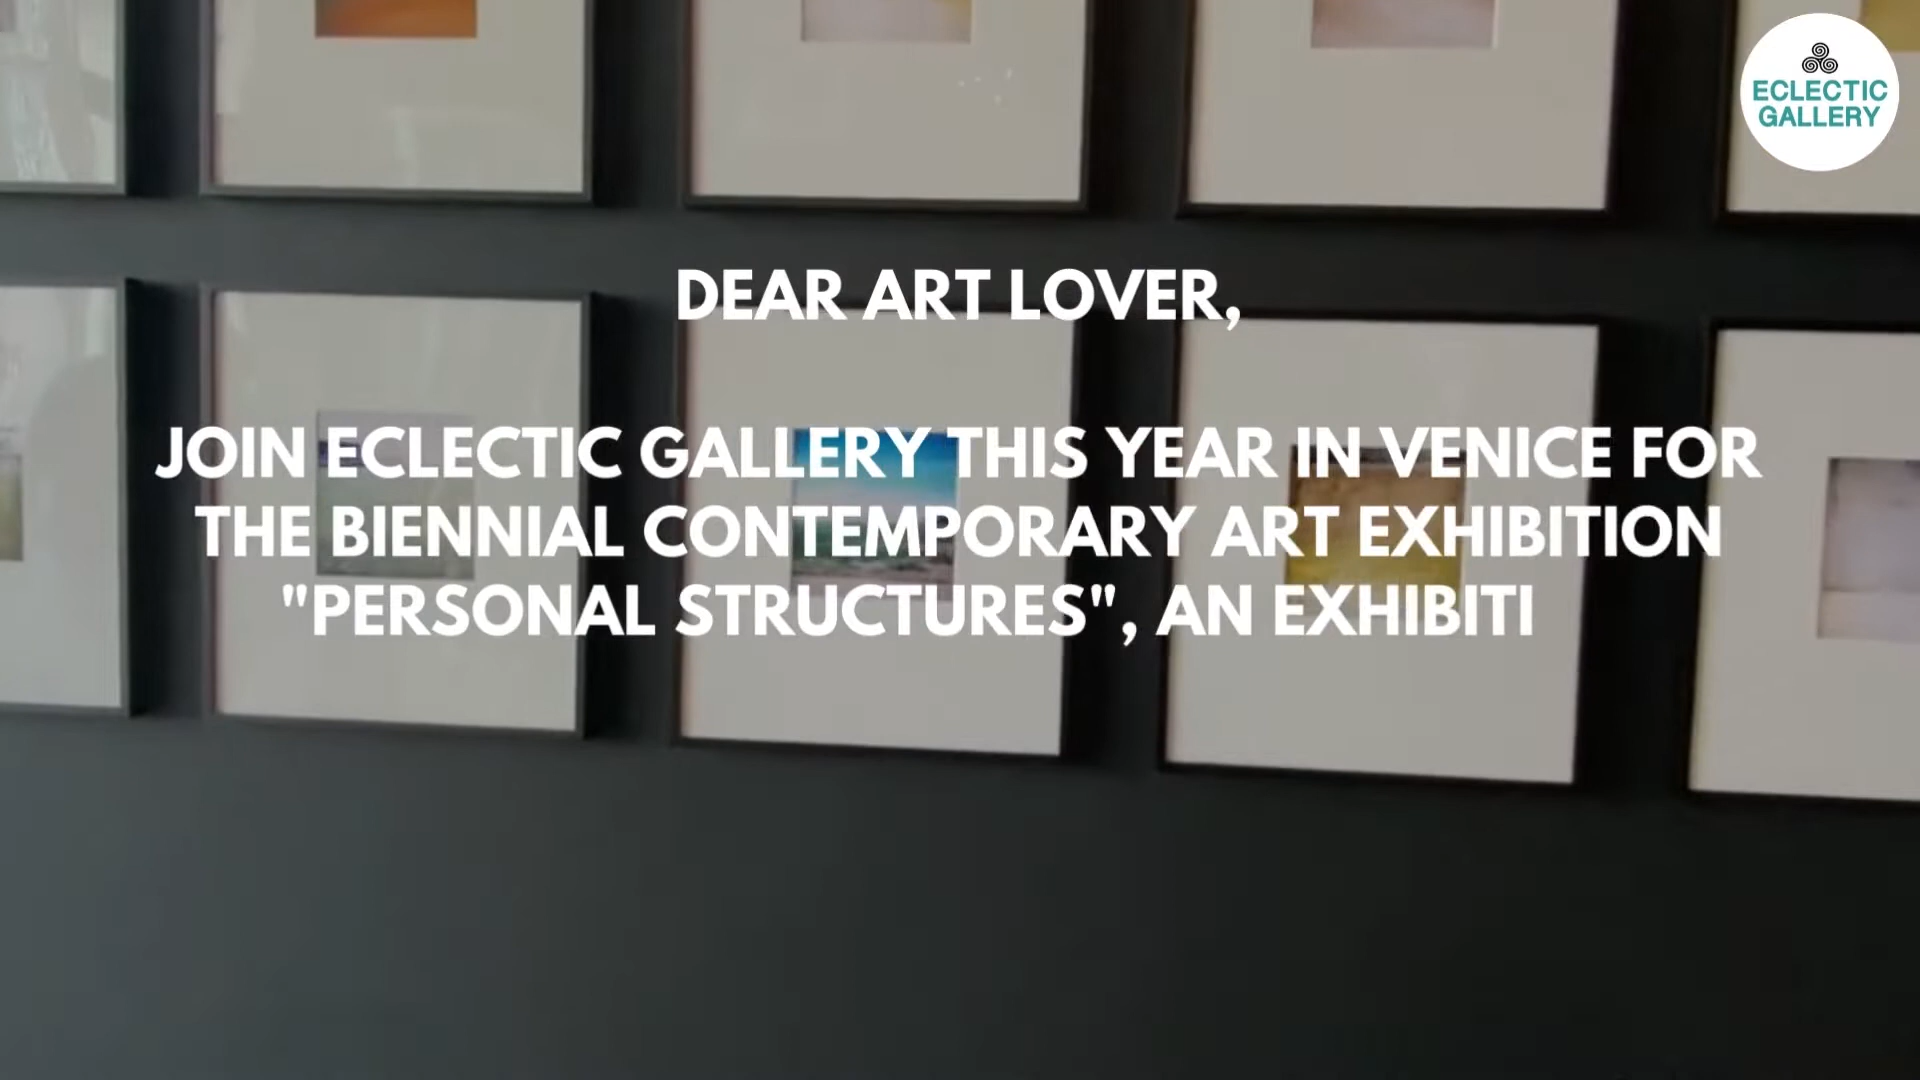 ECLECTIC
GALLERY
DEAR ART LOVER,
JOIN ECLECTIC GALLERY THIS YEAR IN VENICE FOR
THE BIENNIAL CONTEMPORARY ART EXHIBITION
"PERSONAL STRUCTURES", AN EXHIBITI